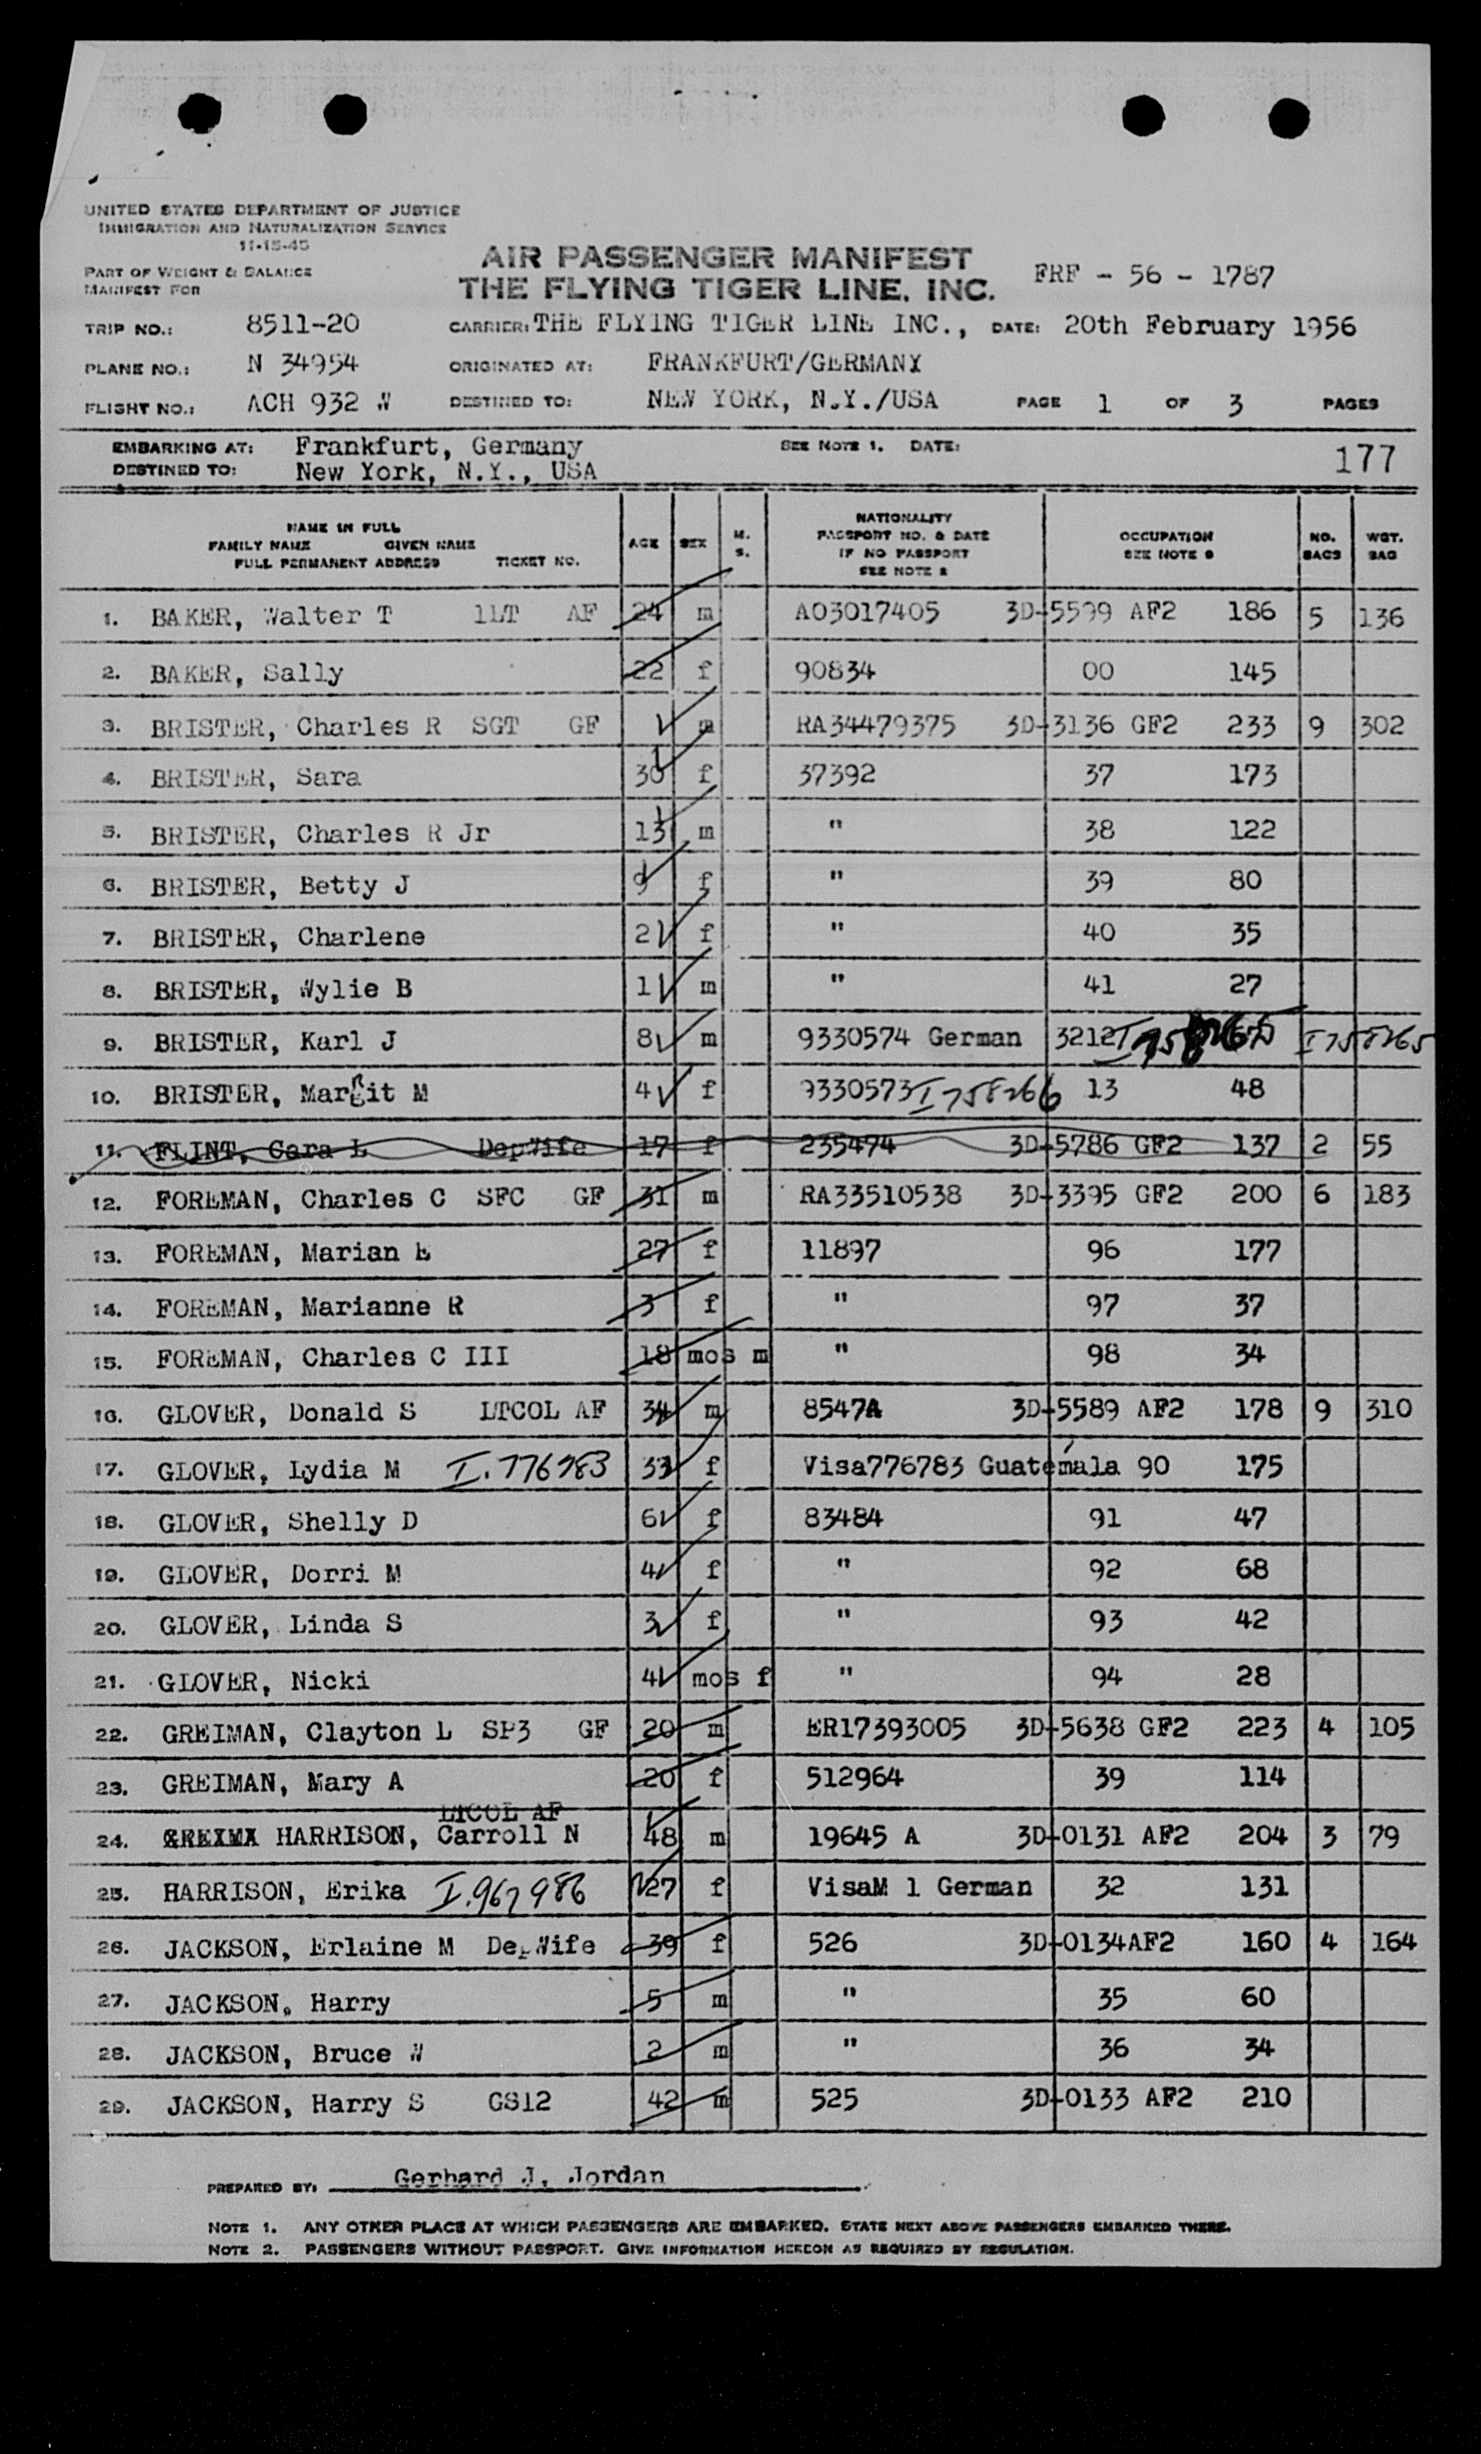 UNITED STATES DEPARTMENT OF JUSTICE
IMMIGRATION AND NATURALIZATION SERVICE
11-15-45
PART OF WEIGHT & BALANCE
MANIFEST FOR
AIR PASSENGER MANIFEST
THE FLYING TIGER LINE, INC.
FRF - 56 - 1787
TRIP NO.: 8511-20 CARRIER: THE FLYING TIGER LINE INC., DATE: 20th February 1956
PLANE NO.: N 34954 ORIGINATED AT: FRANKFURT/GERMANY
FLIGHT NO.: ACH 932 W DESTINED TO: NEW YORK, N.Y./USA PAGE 1 OF 3 PAGES
EMBARKING AT: Frankfurt, Germany SEE NOTE 1. DATE:
DESTINED TO: New York, N.Y., USA 177
NAME IN FULL
FAMILY NAME GIVEN NAME
FULL PERMANENT ADDRESS TICKET NO.
AGE SEX M. S.
NATIONALITY
PASSPORT NO. & DATE
IF NO PASSPORT
SEE NOTE 2
OCCUPATION
SEE NOTE
NO. BAGS
WGT. BAG
1. BAKER, Walter T 1LT AF 24 m AO3017405 3D-5599 AF2 186 5 136
2. BAKER, Sally 22 f 90834 00 145
3. BRISTER, Charles R SGT GF m RA34479375 3D-3136 GF2 233 9 302
4. BRISTER, Sara 30 f 37392 37 173
5. BRISTER, Charles R Jr 13 m " 38 122
6. BRISTER, Betty J 9 f " 39 80
7. BRISTER, Charlene 2 f " 40 35
8. BRISTER, Wylie B 1 m " 41 27
9. BRISTER, Karl J 8 m 9330574 German 3212 I758265
10. BRISTER, Margit M 4 f 9330573 I758266 13 48
11. FLINT, Cara L DepWife 17 f 235474 3D-5786 GF2 137 2 55
12. FOREMAN, Charles C SFC GF 31 m RA33510538 3D-3395 GF2 200 6 183
13. FOREMAN, Marian E 27 f 11897 96 177
14. FOREMAN, Marianne R 3 f " 97 37
15. FOREMAN, Charles C III 18 mos m " 98 34
16. GLOVER, Donald S LTCOL AF 34 m 8547A 3D-5589 AF2 178 9 310
17. GLOVER, Lydia M I.776783 33 f Visa776783 Guatemala 90 175
18. GLOVER, Shelly D 6 f 83484 91 47
19. GLOVER, Dorri M 4 f " 92 68
20. GLOVER, Linda S 3 f " 93 42
21. GLOVER, Nicki 4 mos f " 94 28
22. GREIMAN, Clayton L SP3 GF 20 m ER17393005 3D-5638 GF2 223 4 105
23. GREIMAN, Mary A 20 f 512964 39 114
LTCOL AF
24. HARRISON, Carroll N 48 m 19645 A 3D-0131 AF2 204 3 79
25. HARRISON, Erika I.967986 27 f VisaM 1 German 32 131
26. JACKSON, Erlaine M DepWife 39 f 526 3D-0134AF2 160 4 164
27. JACKSON, Harry 5 m " 35 60
28. JACKSON, Bruce W 2 m " 36 34
29. JACKSON, Harry S GS12 42 m 525 3D-0133 AF2 210
PREPARED BY: Gerhard J. Jordan
NOTE 1. ANY OTHER PLACE AT WHICH PASSENGERS ARE EMBARKED. STATE NEXT ABOVE PASSENGERS EMBARKED THERE.
NOTE 2. PASSENGERS WITHOUT PASSPORT. GIVE INFORMATION HEREON AS REQUIRED BY REGULATION.